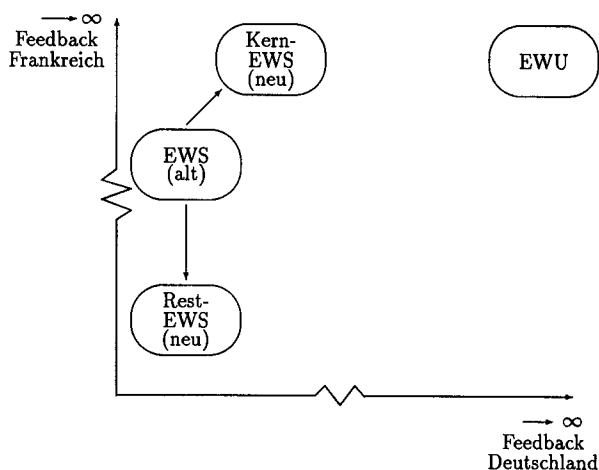 → ∞
Feedback
Frankreich
Kern-
EWS
(neu)
EWU
EWS
(alt)
Rest-
EWS
(neu)
→ ∞
Feedback
Deutschland